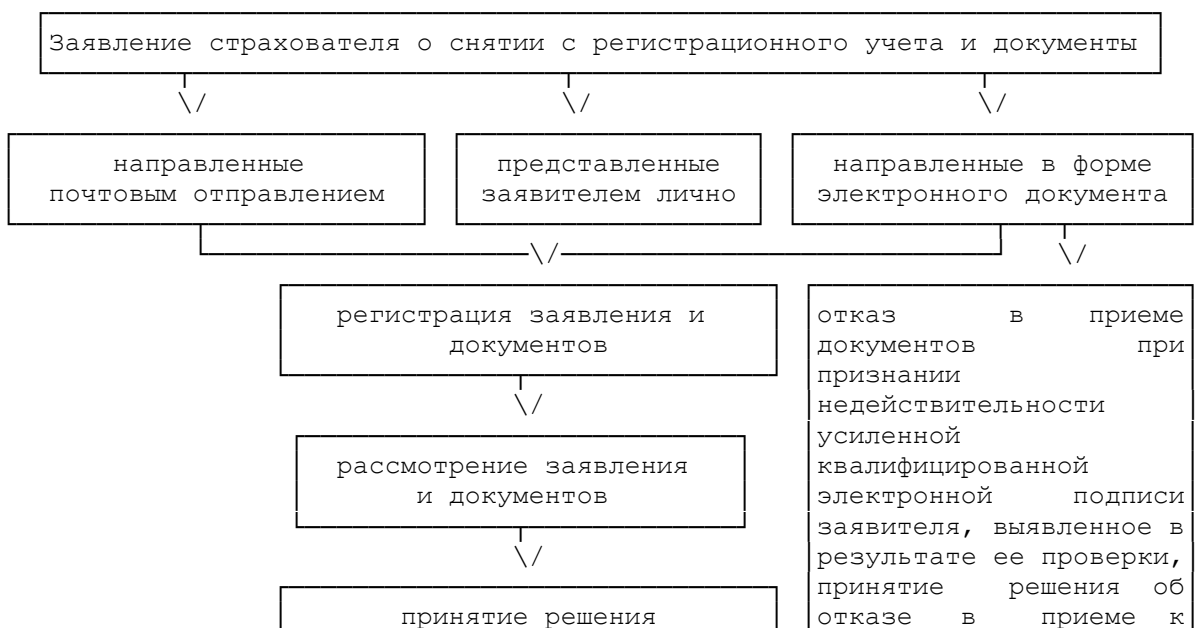 Заявление страхователя о снятии с регистрационного учета и документы
направленные
почтовым отправлением
представленные
заявителем лично
направленные в форме
электронного документа
регистрация заявления и
документов
рассмотрение заявления
и документов
принятие решения
отказ в приеме
документов при
признании
недействительности
усиленной
квалифицированной
электронной подписи
заявителя, выявленное в
результате ее проверки,
принятие решения об
отказе в приеме к